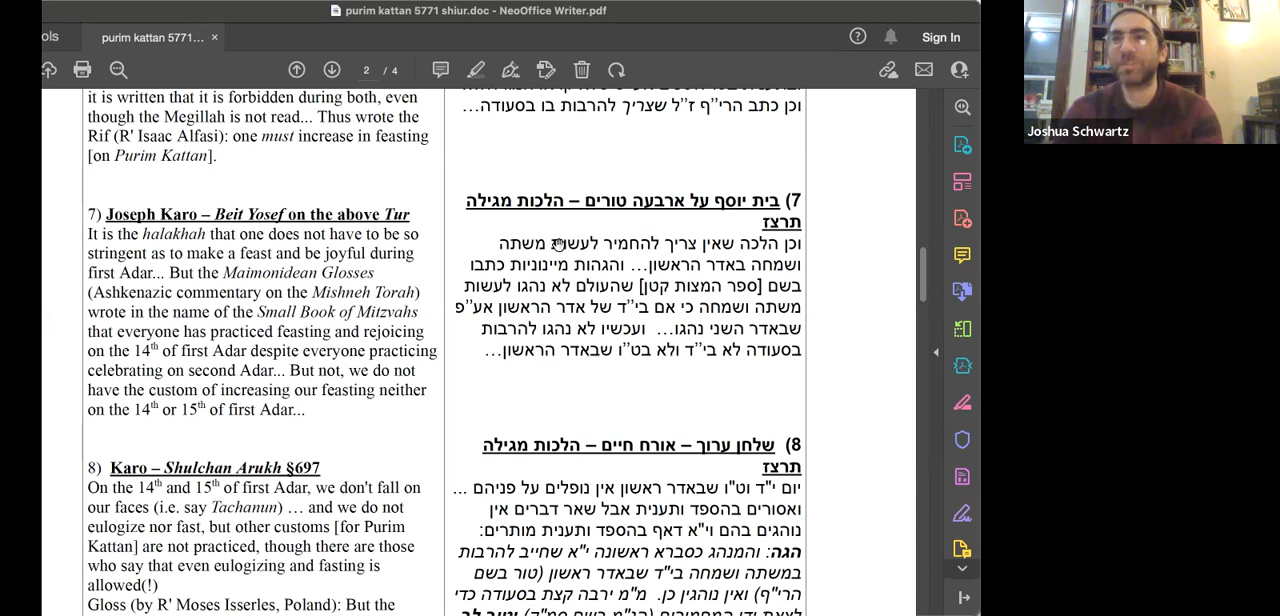 purim kattan 5771 shiur.doc - NeoOffice Writer.pdf
ols
purim kattan 5771... ×
Sign In
2 / 4
it is written that it is forbidden during both, even
though the Megillah is not read... Thus wrote the
Rif (R' Isaac Alfasi): one must increase in feasting
[on Purim Kattan].
וכן כתב הרי"ף ז"ל שצריך להרבות בו בסעודה...
7) Joseph Karo – Beit Yosef on the above Tur
It is the halakhah that one does not have to be so
stringent as to make a feast and be joyful during
first Adar... But the Maimonidean Glosses
(Ashkenazic commentary on the Mishneh Torah)
wrote in the name of the Small Book of Mitzvahs
that everyone has practiced feasting and rejoicing
on the 14th of first Adar despite everyone practicing
celebrating on second Adar... But not, we do not
have the custom of increasing our feasting neither
on the 14th or 15th of first Adar...
7) בית יוסף על ארבעה טורים – הלכות מגילה
תרצז
וכן הלכה שאין צריך להחמיר לעשות משתה
ושמחה באדר הראשון... והגהות מיינוניות כתבו
בשם [ספר המצות קטן] שהעולם לא נהגו לעשות
משתה ושמחה כי אם בי"ד של אדר הראשון אע"פ
שבאדר השני נהגו... ועכשיו לא נהגו להרבות
בסעודה לא בי"ד ולא בט"ו שבאדר הראשון...
8) Karo – Shulchan Arukh §697
On the 14th and 15th of first Adar, we don't fall on
our faces (i.e. say Tachanun) … and we do not
eulogize nor fast, but other customs [for Purim
Kattan] are not practiced, though there are those
who say that even eulogizing and fasting is
allowed(!)
Gloss (by R' Moses Isserles, Poland): But the
8) שלחן ערוך – אורח חיים – הלכות מגילה
תרצז
יום י"ד וט"ו שבאדר ראשון אין נופלים על פניהם ...
ואסורים בהספד ותענית אבל שאר דברים אין
נוהגים בהם וי"א דאף בהספד ותענית מותרים:
הגה: והמנהג כסברא ראשונה י"א שחייב להרבות
במשתה ושמחה בי"ד שבאדר ראשון (טור בשם
הרי"ף) ואין נוהגין כן. מ"מ ירבה קצת בסעודה כדי
Joshua Schwartz